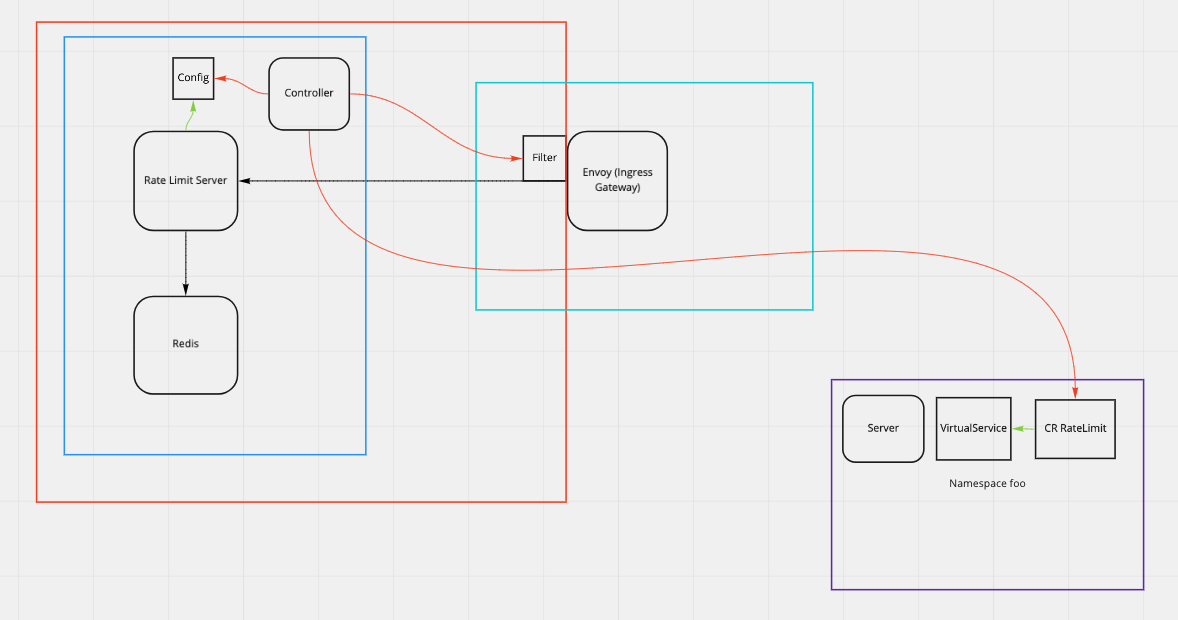 Config
Controller
Filter
Envoy (Ingress
Gateway)
Rate Limit Server
Redis
Server
VirtualService
CR RateLimit
Namespace foo